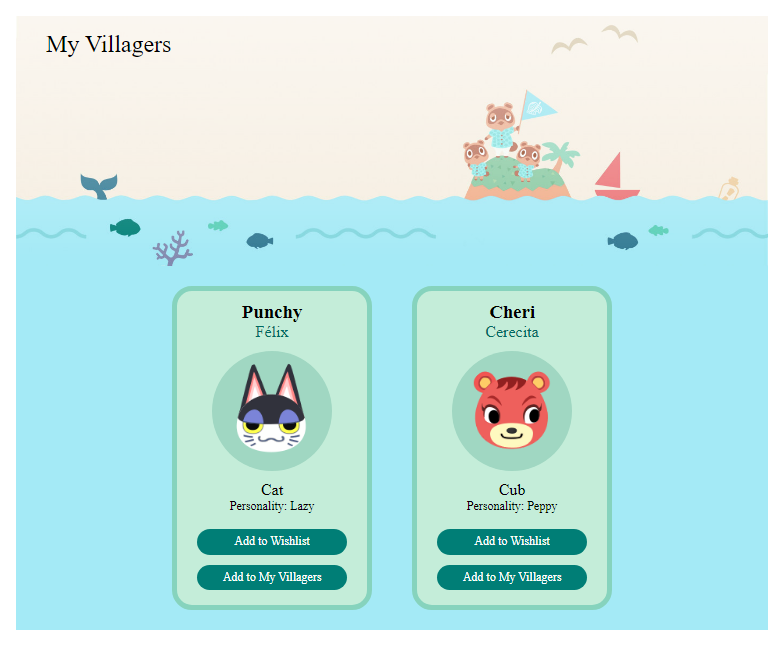 My Villagers
Punchy
Félix
Cat
Personality: Lazy
Add to Wishlist
Add to My Villagers
Cheri
Cerecita
Cub
Personality: Peppy
Add to Wishlist
Add to My Villagers